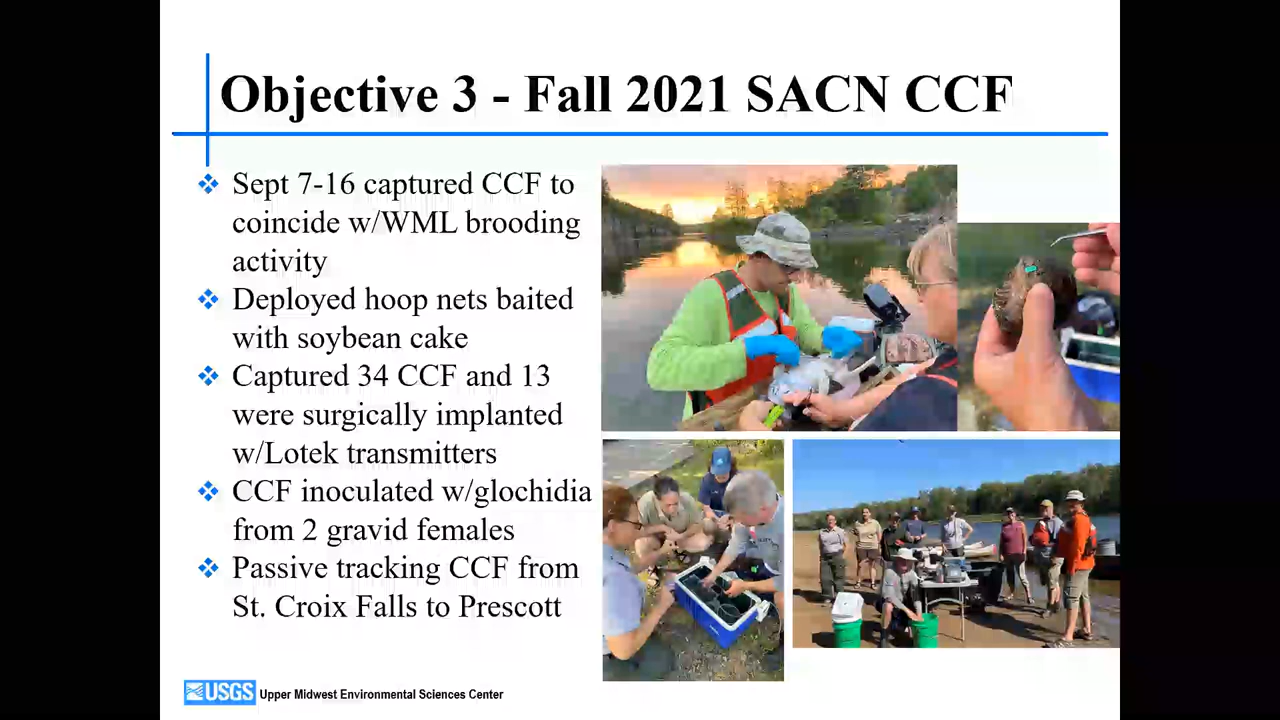 Objective 3 - Fall 2021 SACN CCF
❖ Sept 7-16 captured CCF to
coincide w/WML brooding
activity
❖ Deployed hoop nets baited
with soybean cake
❖ Captured 34 CCF and 13
were surgically implanted
w/Lotek transmitters
❖ CCF inoculated w/glochidia
from 2 gravid females
❖ Passive tracking CCF from
St. Croix Falls to Prescott
USGS Upper Midwest Environmental Sciences Center